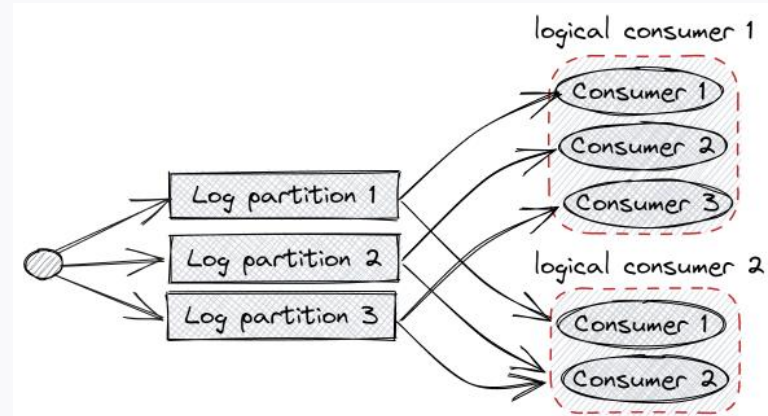 logical consumer 1
Consumer 1
Consumer 2
Consumer 3
Log partition 1
Log partition 2
Log partition 3
logical consumer 2
Consumer 1
Consumer 2